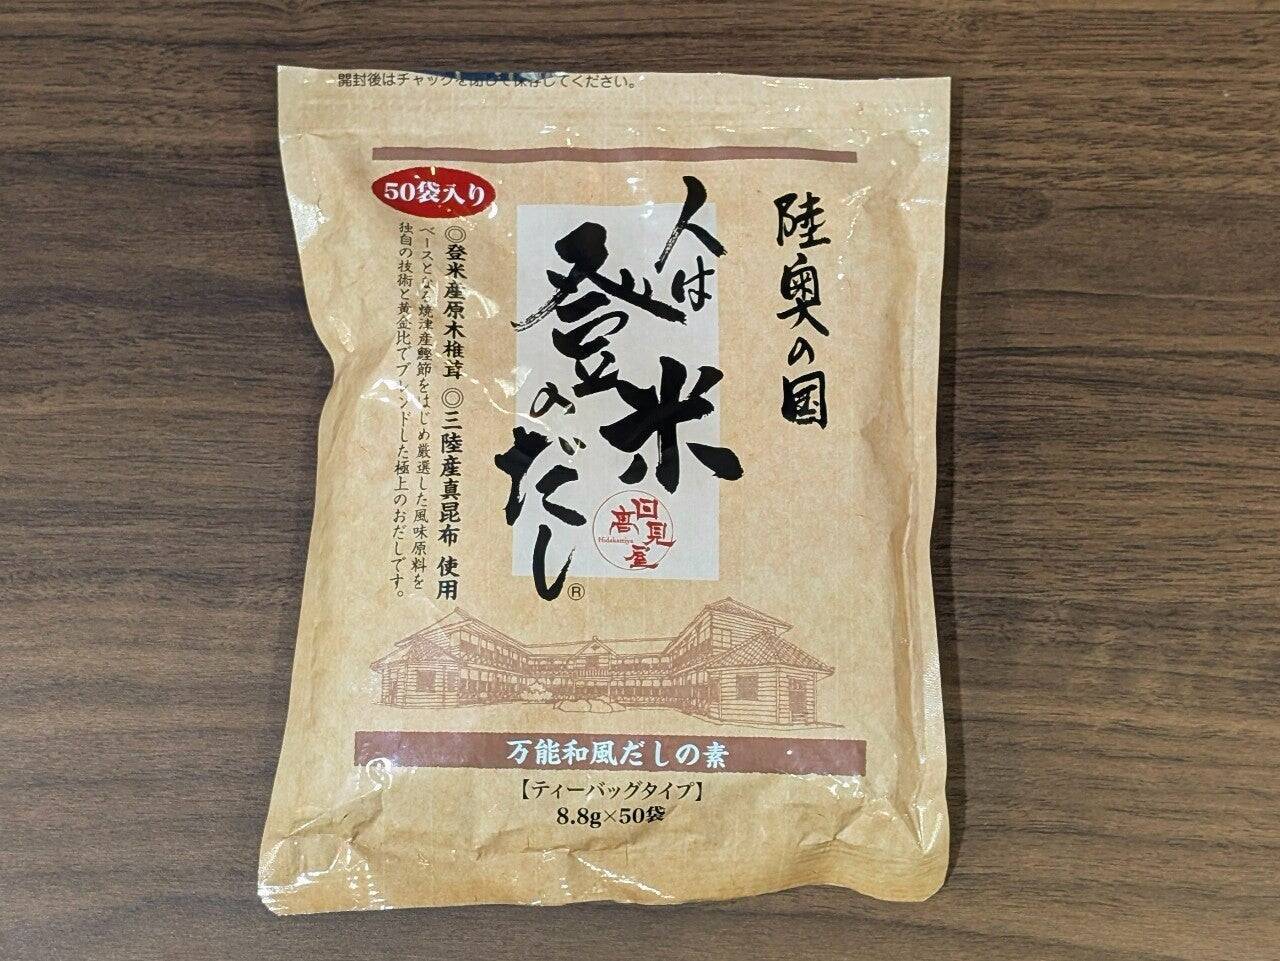 開封後はチャックを閉じて保存してください。
陸奥の国
人は
登米
のだし
®
日高見屋
Hidakamiya
50袋入り
◎登米産原木椎茸 ◎三陸産真昆布 使用
ベースとなる焼津産鰹節をはじめ厳選した風味原料を
独自の技術と黄金比でブレンドした極上のおだしです。
万能和風だしの素
【ティーバッグタイプ】
8.8g×50袋